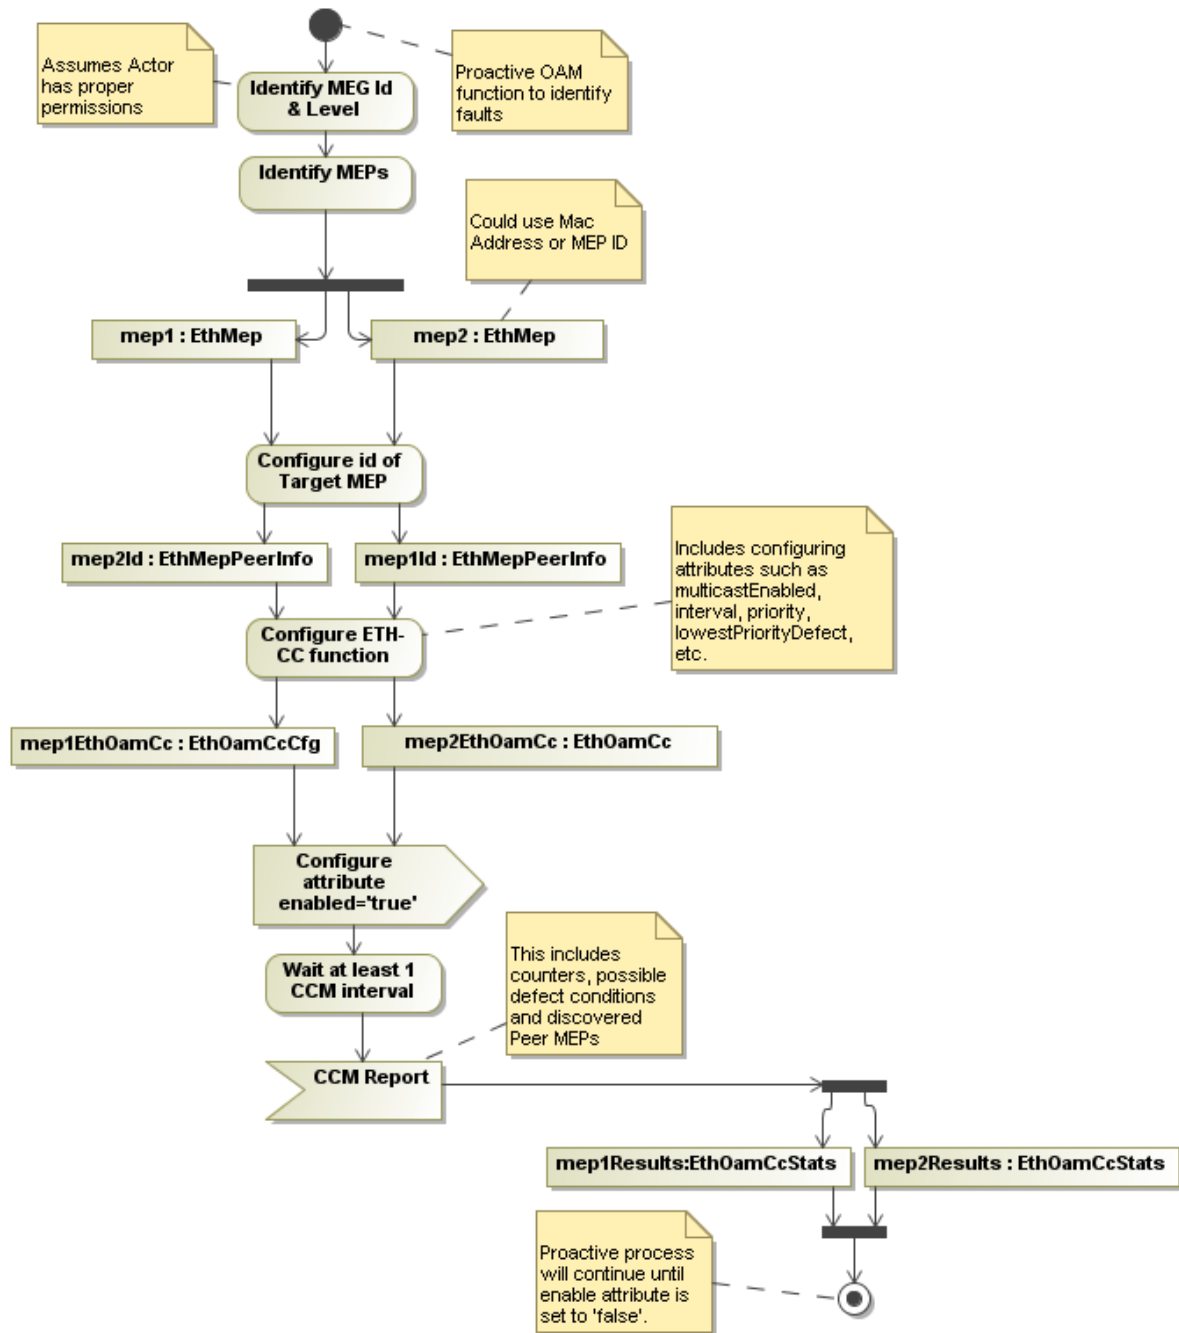 Assumes Actor
has proper
permissions
Proactive OAM
function to identify
faults
Identify MEG Id
& Level
Identify MEPs
Could use Mac
Address or MEP ID
mep1 : EthMep
mep2 : EthMep
Configure id of
Target MEP
mep2Id : EthMepPeerInfo
mep1Id : EthMepPeerInfo
Includes configuring
attributes such as
multicastEnabled,
interval, priority,
lowestPriorityDefect,
etc.
Configure ETH-
CC function
mep1EthOamCc : EthOamCcCfg
mep2EthOamCc : EthOamCc
Configure
attribute
enabled='true'
Wait at least 1
CCM interval
This includes
counters, possible
defect conditions
and discovered
Peer MEPs
CCM Report
mep1Results:EthOamCcStats
mep2Results : EthOamCcStats
Proactive process
will continue until
enable attribute is
set to 'false'.